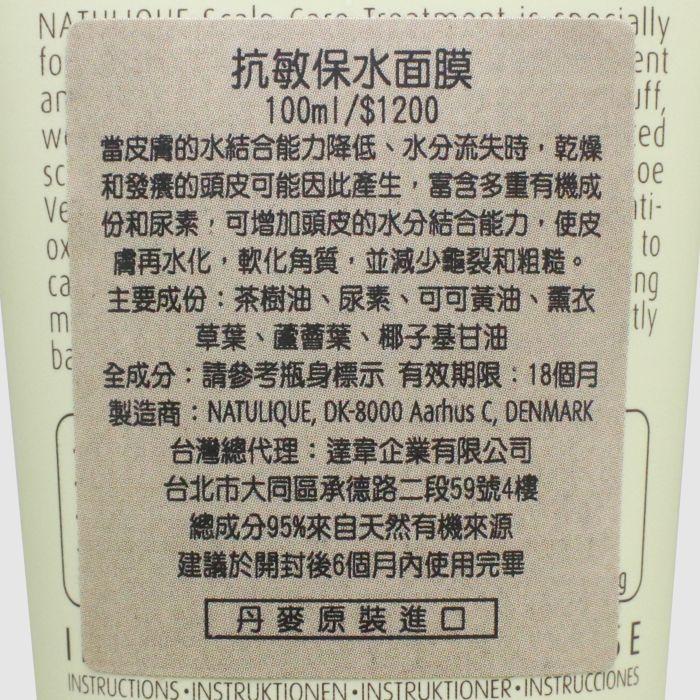 NATULIQUE Scalp Care Treatment is specially
抗敏保水面膜
100ml/$1200
當皮膚的水結合能力降低、水分流失時，乾燥
和發癢的頭皮可能因此產生，富含多重有機成
份和尿素，可增加頭皮的水分結合能力，使皮
膚再水化，軟化角質，並減少龜裂和粗糙。
主要成份：茶樹油、尿素、可可黃油、薰衣
草葉、蘆薈葉、椰子基甘油
全成分：請參考瓶身標示 有效期限：18個月
製造商：NATULIQUE, DK-8000 Aarhus C, DENMARK
台灣總代理：達韋企業有限公司
台北市大同區承德路二段59號4樓
總成分95%來自天然有機來源
建議於開封後6個月內使用完畢
丹麥原裝進口
INSTRUCTIONS•INSTRUKTIONEN•INSTRUKTIONER•INSTRUCCIONES